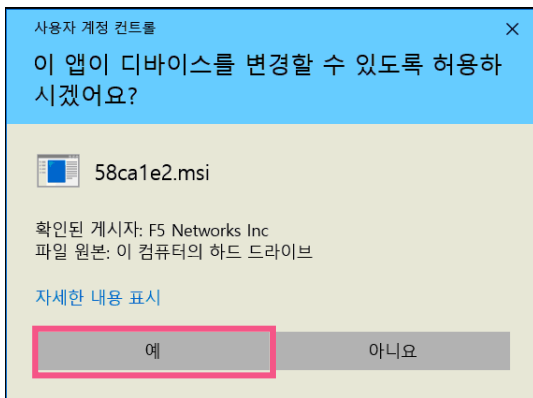 사용자 계정 컨트롤
이 앱이 디바이스를 변경할 수 있도록 허용하
시겠어요?
58ca1e2.msi
확인된 게시자: F5 Networks Inc
파일 원본: 이 컴퓨터의 하드 드라이브
자세한 내용 표시
예
아니요